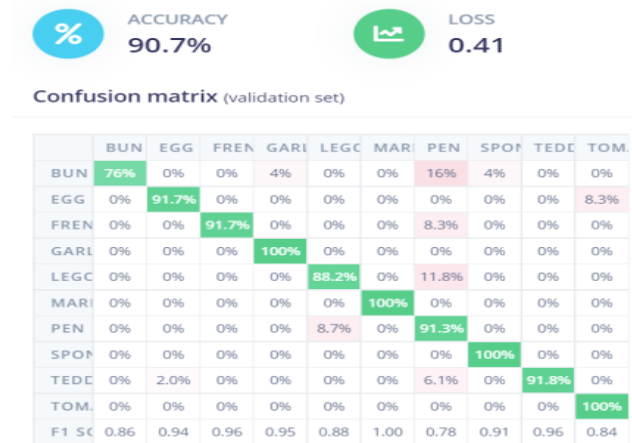 ACCURACY
90.7%
LOSS
0.41
Confusion matrix (validation set)
BUN EGG FREN GARL LEGO MARI PEN SPON TEDD TOM.
BUN 76% 0% 0% 4% 0% 0% 16% 4% 0% 0%
EGG 0% 91.7% 0% 0% 0% 0% 0% 0% 0% 8.3%
FREN 0% 0% 91.7% 0% 0% 0% 8.3% 0% 0% 0%
GARL 0% 0% 0% 100% 0% 0% 0% 0% 0% 0%
LEGO 0% 0% 0% 0% 88.2% 0% 11.8% 0% 0% 0%
MARI 0% 0% 0% 0% 0% 100% 0% 0% 0% 0%
PEN 0% 0% 0% 0% 8.7% 0% 91.3% 0% 0% 0%
SPON 0% 0% 0% 0% 0% 0% 0% 100% 0% 0%
TEDD 0% 2.0% 0% 0% 0% 0% 6.1% 0% 91.8% 0%
TOM. 0% 0% 0% 0% 0% 0% 0% 0% 0% 100%
F1 SC 0.86 0.94 0.96 0.95 0.88 1.00 0.78 0.91 0.96 0.84